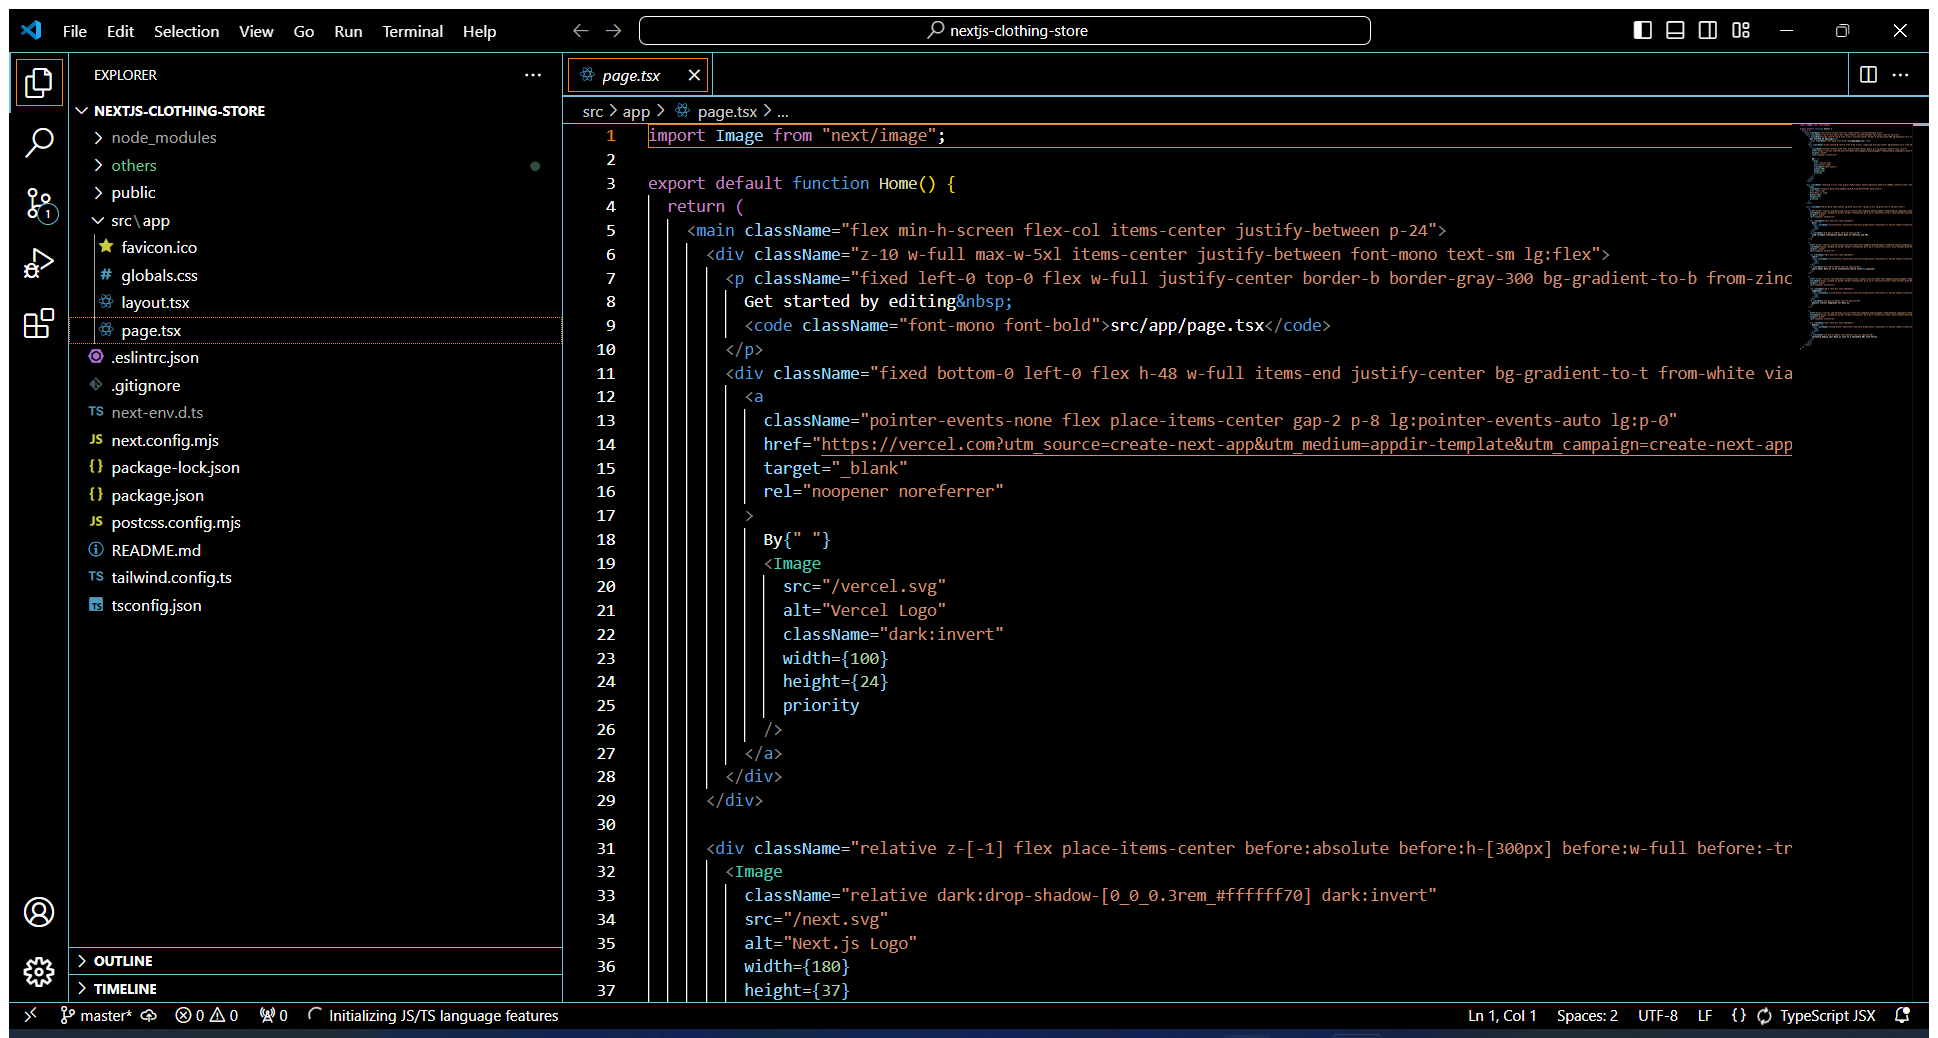 File Edit Selection View Go Run Terminal Help
nextjs-clothing-store
EXPLORER
NEXTJS-CLOTHING-STORE
node_modules
others
public
src\app
favicon.ico
# globals.css
layout.tsx
page.tsx
.eslintrc.json
.gitignore
TS next-env.d.ts
JS next.config.mjs
{} package-lock.json
{} package.json
JS postcss.config.mjs
README.md
TS tailwind.config.ts
TS tsconfig.json
OUTLINE
TIMELINE
1
page.tsx
src > app > page.tsx > ...
1 import Image from "next/image";
2
3 export default function Home() {
4 return (
5 <main className="flex min-h-screen flex-col items-center justify-between p-24">
6 <div className="z-10 w-full max-w-5xl items-center justify-between font-mono text-sm lg:flex">
7 <p className="fixed left-0 top-0 flex w-full justify-center border-b border-gray-300 bg-gradient-to-b from-zinc
8 Get started by editing&nbsp;
9 <code className="font-mono font-bold">src/app/page.tsx</code>
10 </p>
11 <div className="fixed bottom-0 left-0 flex h-48 w-full items-end justify-center bg-gradient-to-t from-white via
12 <a
13 className="pointer-events-none flex place-items-center gap-2 p-8 lg:pointer-events-auto lg:p-0"
14 href="https://vercel.com?utm_source=create-next-app&utm_medium=appdir-template&utm_campaign=create-next-app
15 target="_blank"
16 rel="noopener noreferrer"
17 >
18 By{" "}
19 <Image
20 src="/vercel.svg"
21 alt="Vercel Logo"
22 className="dark:invert"
23 width={100}
24 height={24}
25 priority
26 />
27 </a>
28 </div>
29 </div>
30
31 <div className="relative z-[-1] flex place-items-center before:absolute before:h-[300px] before:w-full before:-tr
32 <Image
33 className="relative dark:drop-shadow-[0_0_0.3rem_#ffffff70] dark:invert"
34 src="/next.svg"
35 alt="Next.js Logo"
36 width={180}
37 height={37}
master* 0 0 0 Initializing JS/TS language features Ln 1, Col 1 Spaces: 2 UTF-8 LF {} TypeScript JSX